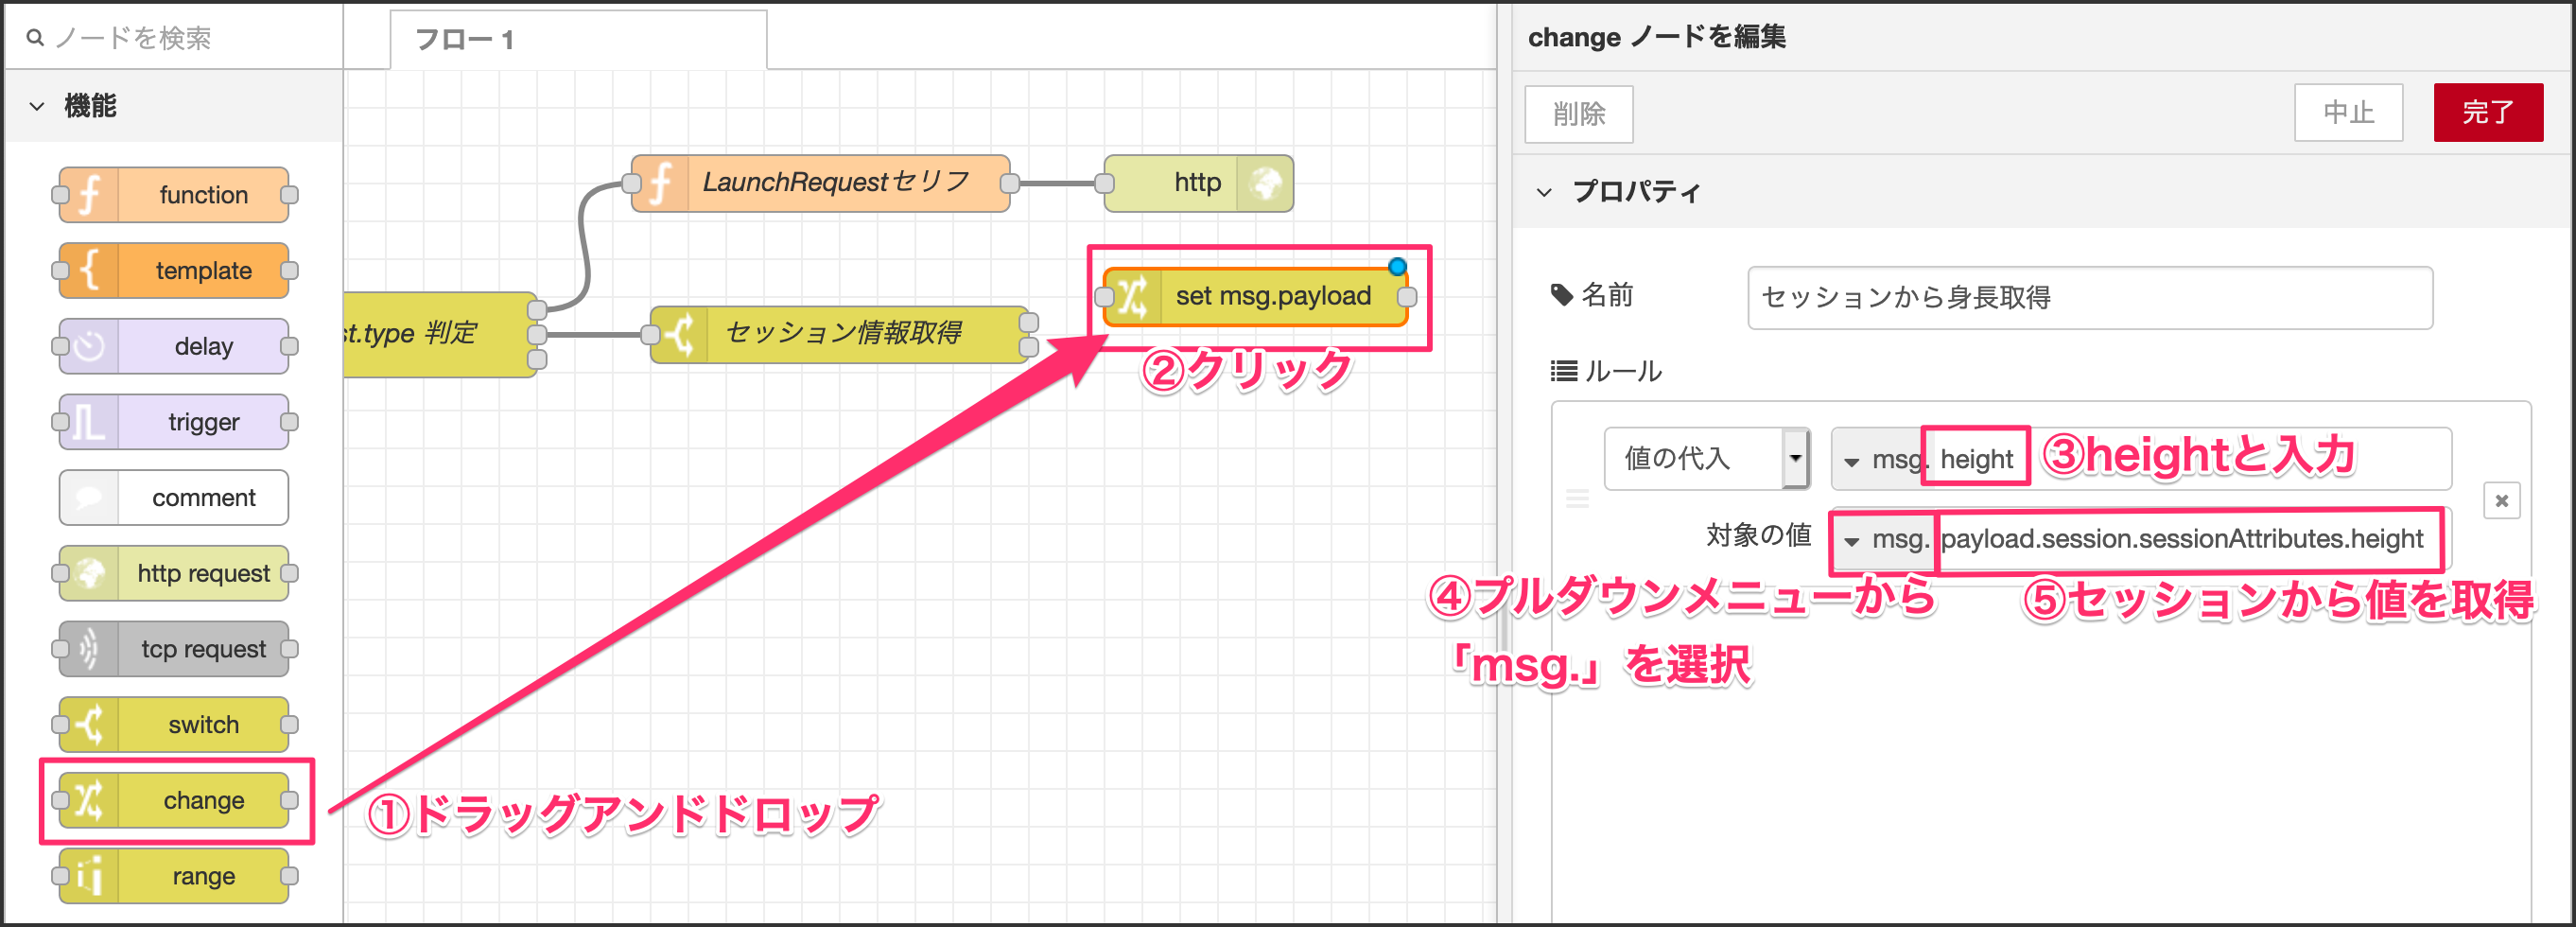 ノードを検索
機能
function
template
delay
trigger
comment
http request
tcp request
switch
change
range
フロー 1
LaunchRequestセリフ
http
st.type 判定
セッション情報取得
set msg.payload
②クリック
①ドラッグアンドドロップ
change ノードを編集
削除
中止
完了
プロパティ
名前
セッションから身長取得
ルール
値の代入
msg. height
③heightと入力
対象の値
msg. payload.session.sessionAttributes.height
④プルダウンメニューから
「msg.」を選択
⑤セッションから値を取得